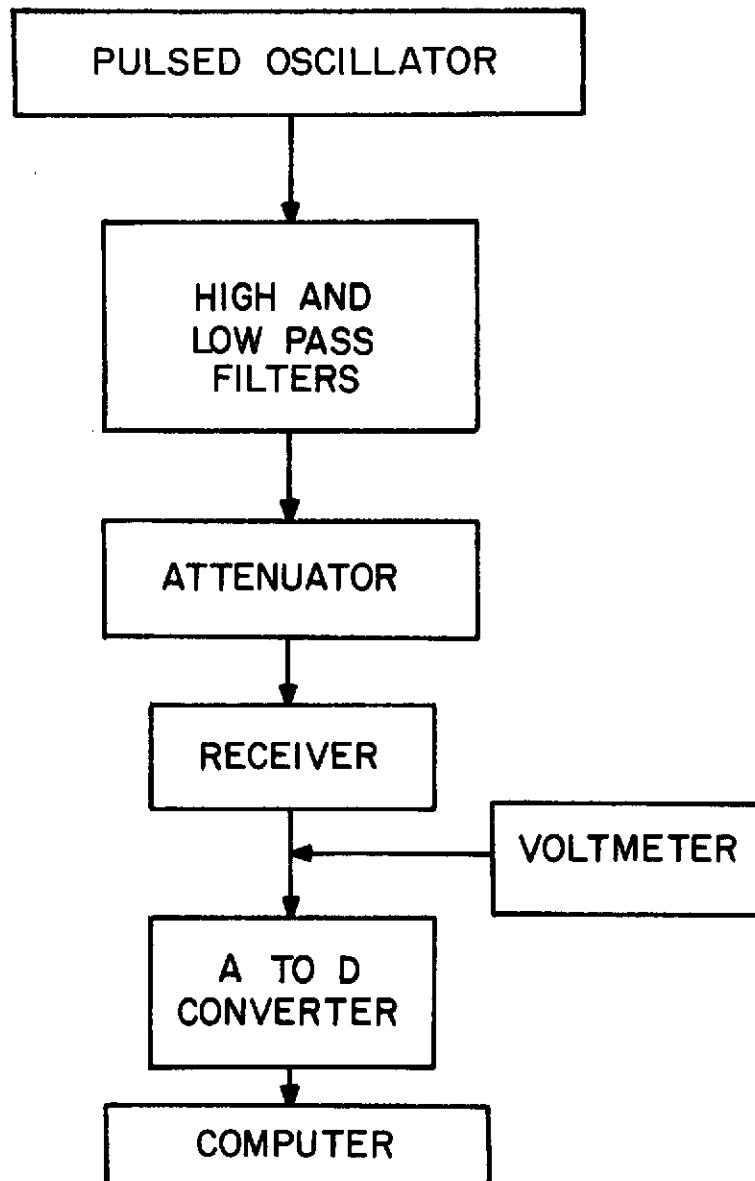 PULSED OSCILLATOR
HIGH AND
LOW PASS
FILTERS
ATTENUATOR
RECEIVER
VOLTMETER
A TO D
CONVERTER
COMPUTER